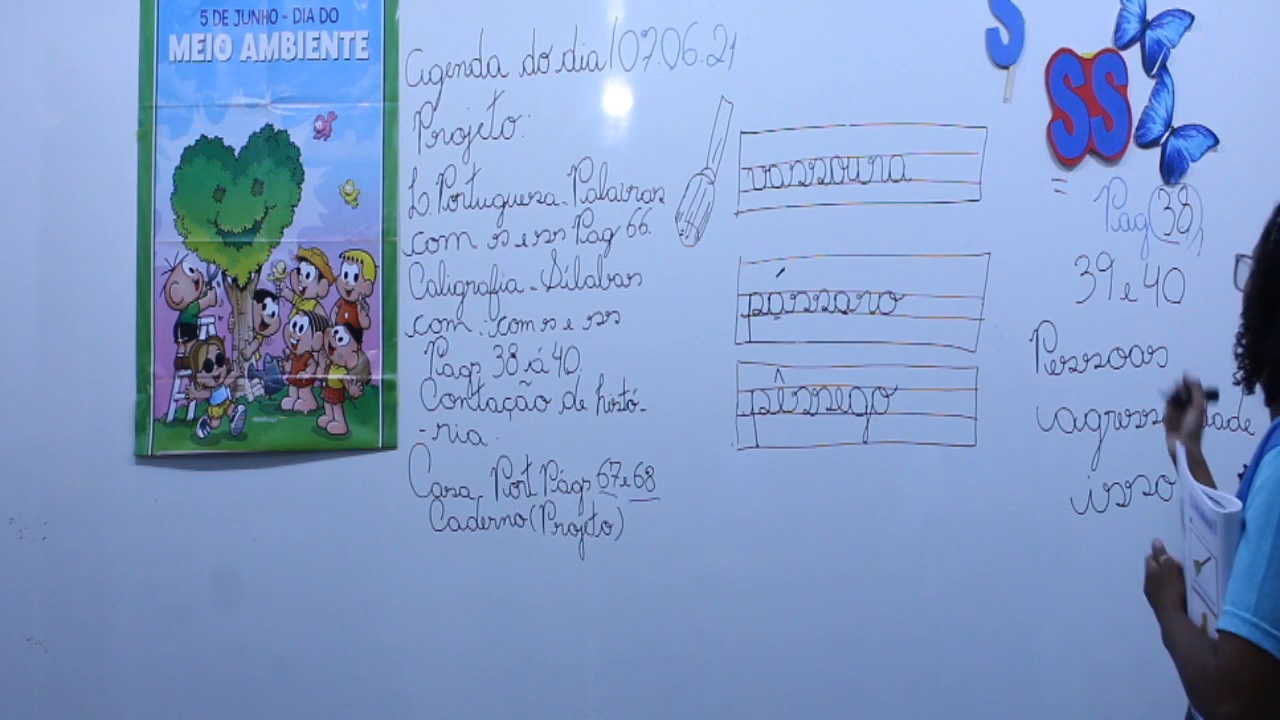 5 DE JUNHO - DIA DO
MEIO AMBIENTE
Agenda do dia 07.06.21
Projeto:
L. Portuguesa - Palavras
com s e ss Pag 66.
Caligrafia - Sílabas
com: com s e ss
Pags 38 á 40.
Contação de histó-
-ria.
Casa. Port Págs 67 e 68
Caderno (Projeto)
vassoura
pássaro
pêssego
S
SS
Pag (38),
39 e 40
Pessoas
isso